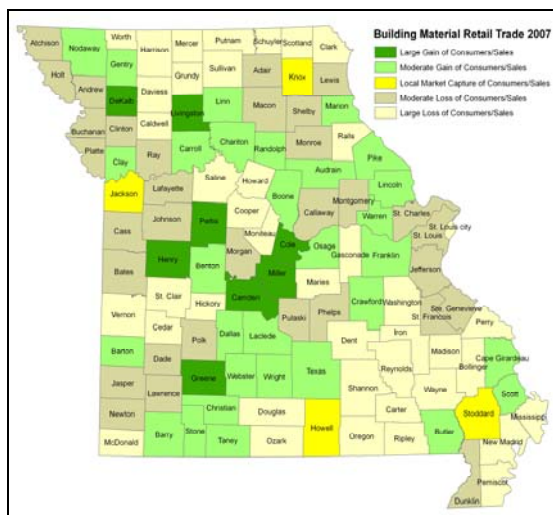 Building Material Retail Trade 2007
Large Gain of Consumers/Sales
Moderate Gain of Consumers/Sales
Local Market Capture of Consumers/Sales
Moderate Loss of Consumers/Sales
Large Loss of Consumers/Sales
Atchison
Nodaway
Worth
Harrison
Mercer
Putnam
Schuyler
Scotland
Clark
Gentry
Holt
Grundy
Sullivan
Adair
Knox
Lewis
Andrew
DeKalb
Daviess
Livingston
Linn
Macon
Shelby
Marion
Buchanan
Clinton
Caldwell
Chariton
Randolph
Monroe
Ralls
Platte
Clay
Ray
Carroll
Audrain
Pike
Saline
Howard
Boone
Lincoln
Jackson
Lafayette
Cooper
Callaway
Montgomery
Warren
St. Charles
St. Louis city
St. Louis
Cass
Johnson
Pettis
Moniteau
Cole
Osage
Gasconade
Franklin
Jefferson
Bates
Henry
Benton
Morgan
Miller
Maries
Camden
Crawford
Washington
Ste. Genevieve
St. Francois
Perry
Vernon
St. Clair
Hickory
Pulaski
Phelps
Iron
Cedar
Polk
Dallas
Laclede
Dent
Madison
Bollinger
Cape Girardeau
Barton
Dade
Reynolds
Wayne
Scott
Jasper
Lawrence
Greene
Webster
Wright
Texas
Shannon
Carter
Stoddard
Mississippi
Newton
Christian
Douglas
Howell
Butler
New Madrid
McDonald
Barry
Stone
Taney
Ozark
Oregon
Ripley
Pemiscot
Dunklin